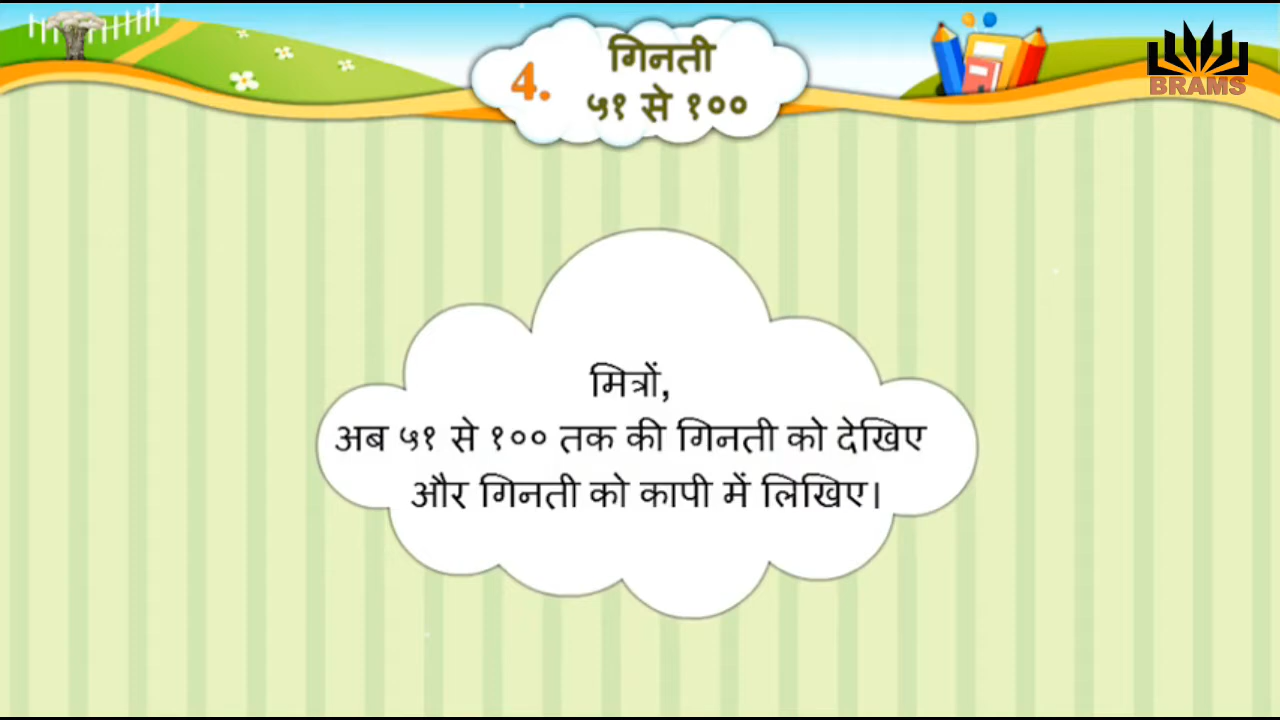 4.
गिनती
५१ से १००
BRAMS
मित्रों,
अब ५१ से १०० तक की गिनती को देखिए
और गिनती को कापी में लिखिए।